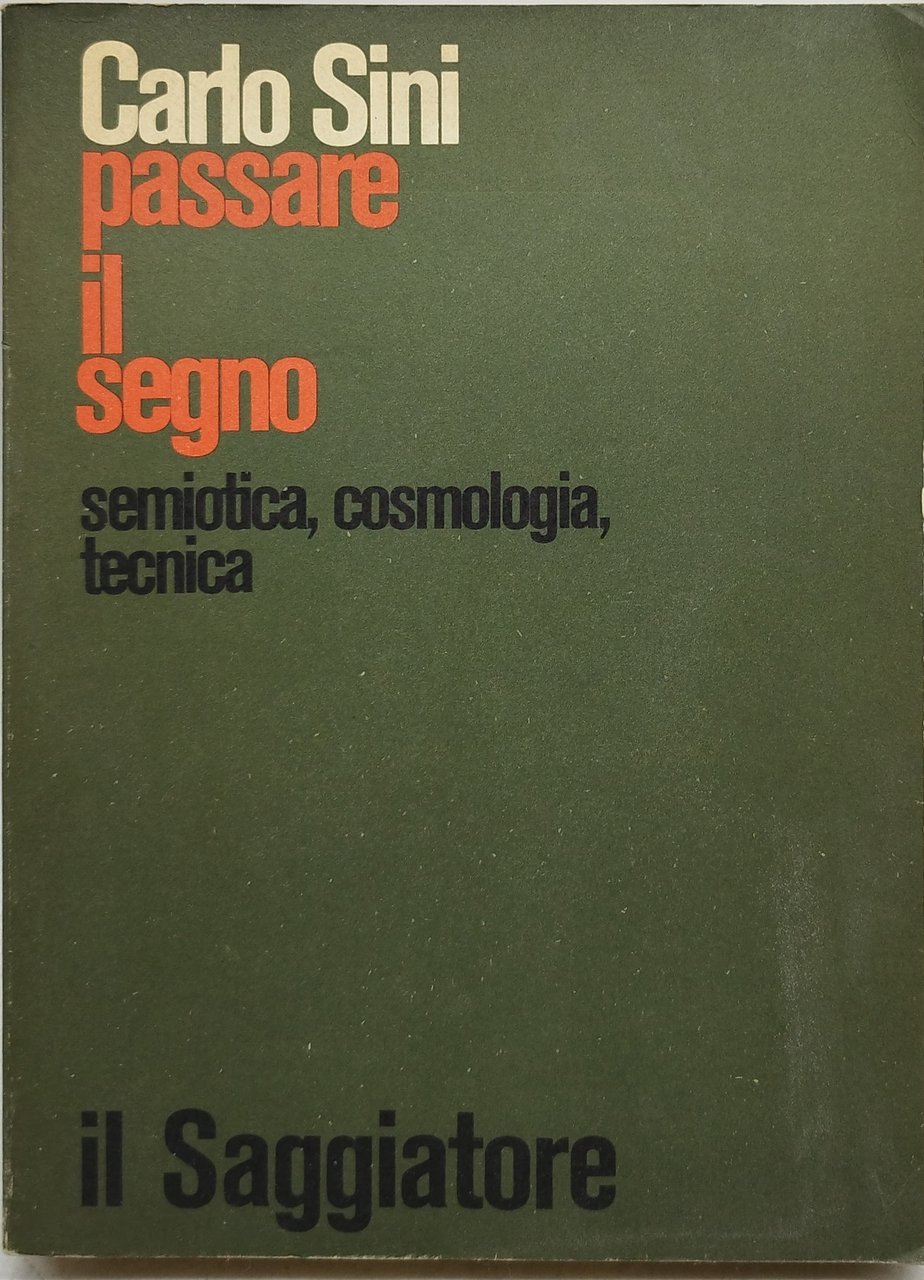 Carlo Sini
passare
il
segno
semiotica, cosmologia,
tecnica
il Saggiatore